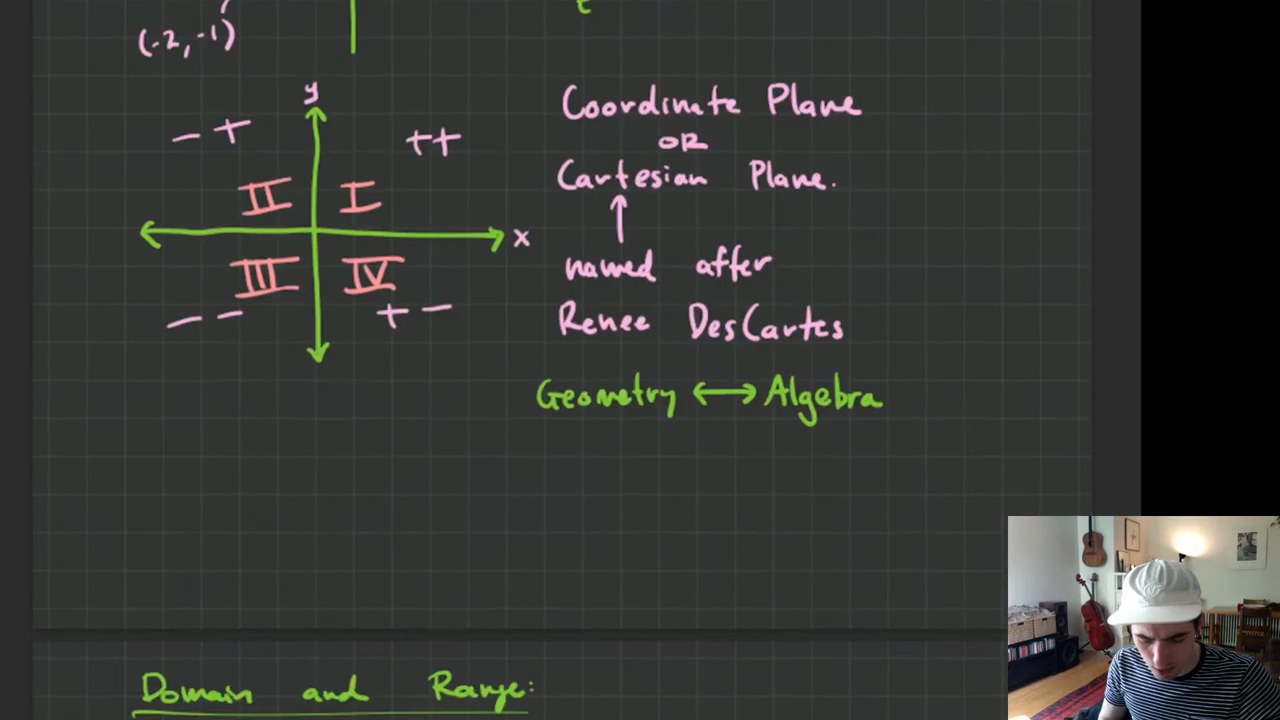 (-2, -1)
y
- +
++
II
I
x
III
IV
- -
+ -
Coordinate Plane
OR
Cartesian Plane.
named after
Renee DesCartes
Geometry ↔ Algebra
Domain and Range: